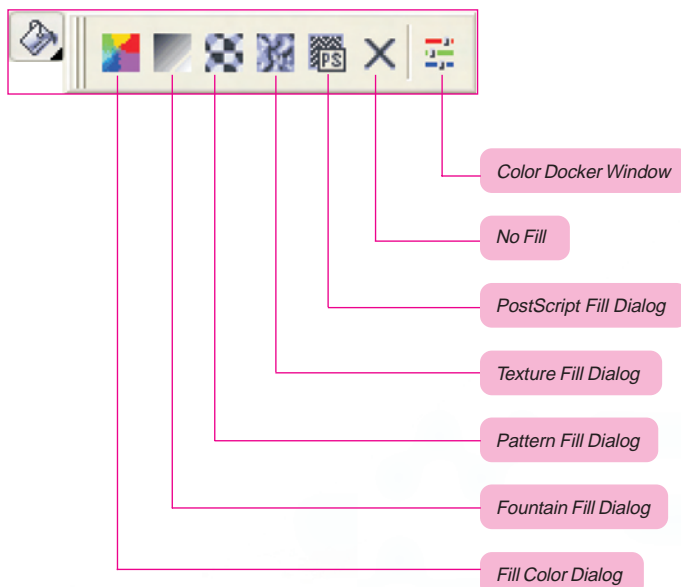 PS
Color Docker Window
No Fill
PostScript Fill Dialog
Texture Fill Dialog
Pattern Fill Dialog
Fountain Fill Dialog
Fill Color Dialog